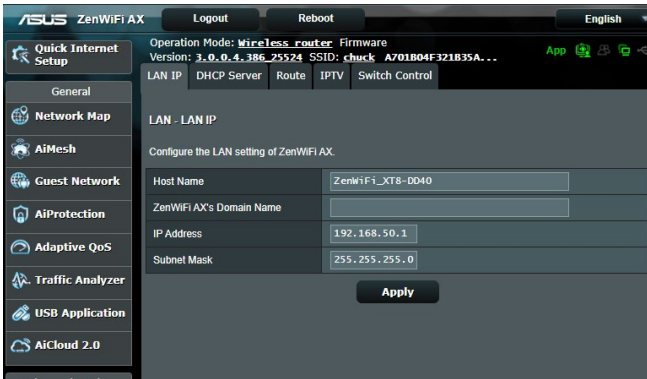 ASUS ZenWiFi AX Logout Reboot English
Quick Internet Setup
Operation Mode: Wireless router Firmware
Version: 3.0.0.4.386_25524 SSID: chuck A701B04F321B35A...
App
LAN IP DHCP Server Route IPTV Switch Control
General
Network Map
AiMesh
Guest Network
AiProtection
Adaptive QoS
Traffic Analyzer
USB Application
AiCloud 2.0
LAN - LAN IP
Configure the LAN setting of ZenWiFi AX.
Host Name ZenWiFi_XT8-DD40
ZenWiFi AX's Domain Name
IP Address 192.168.50.1
Subnet Mask 255.255.255.0
Apply